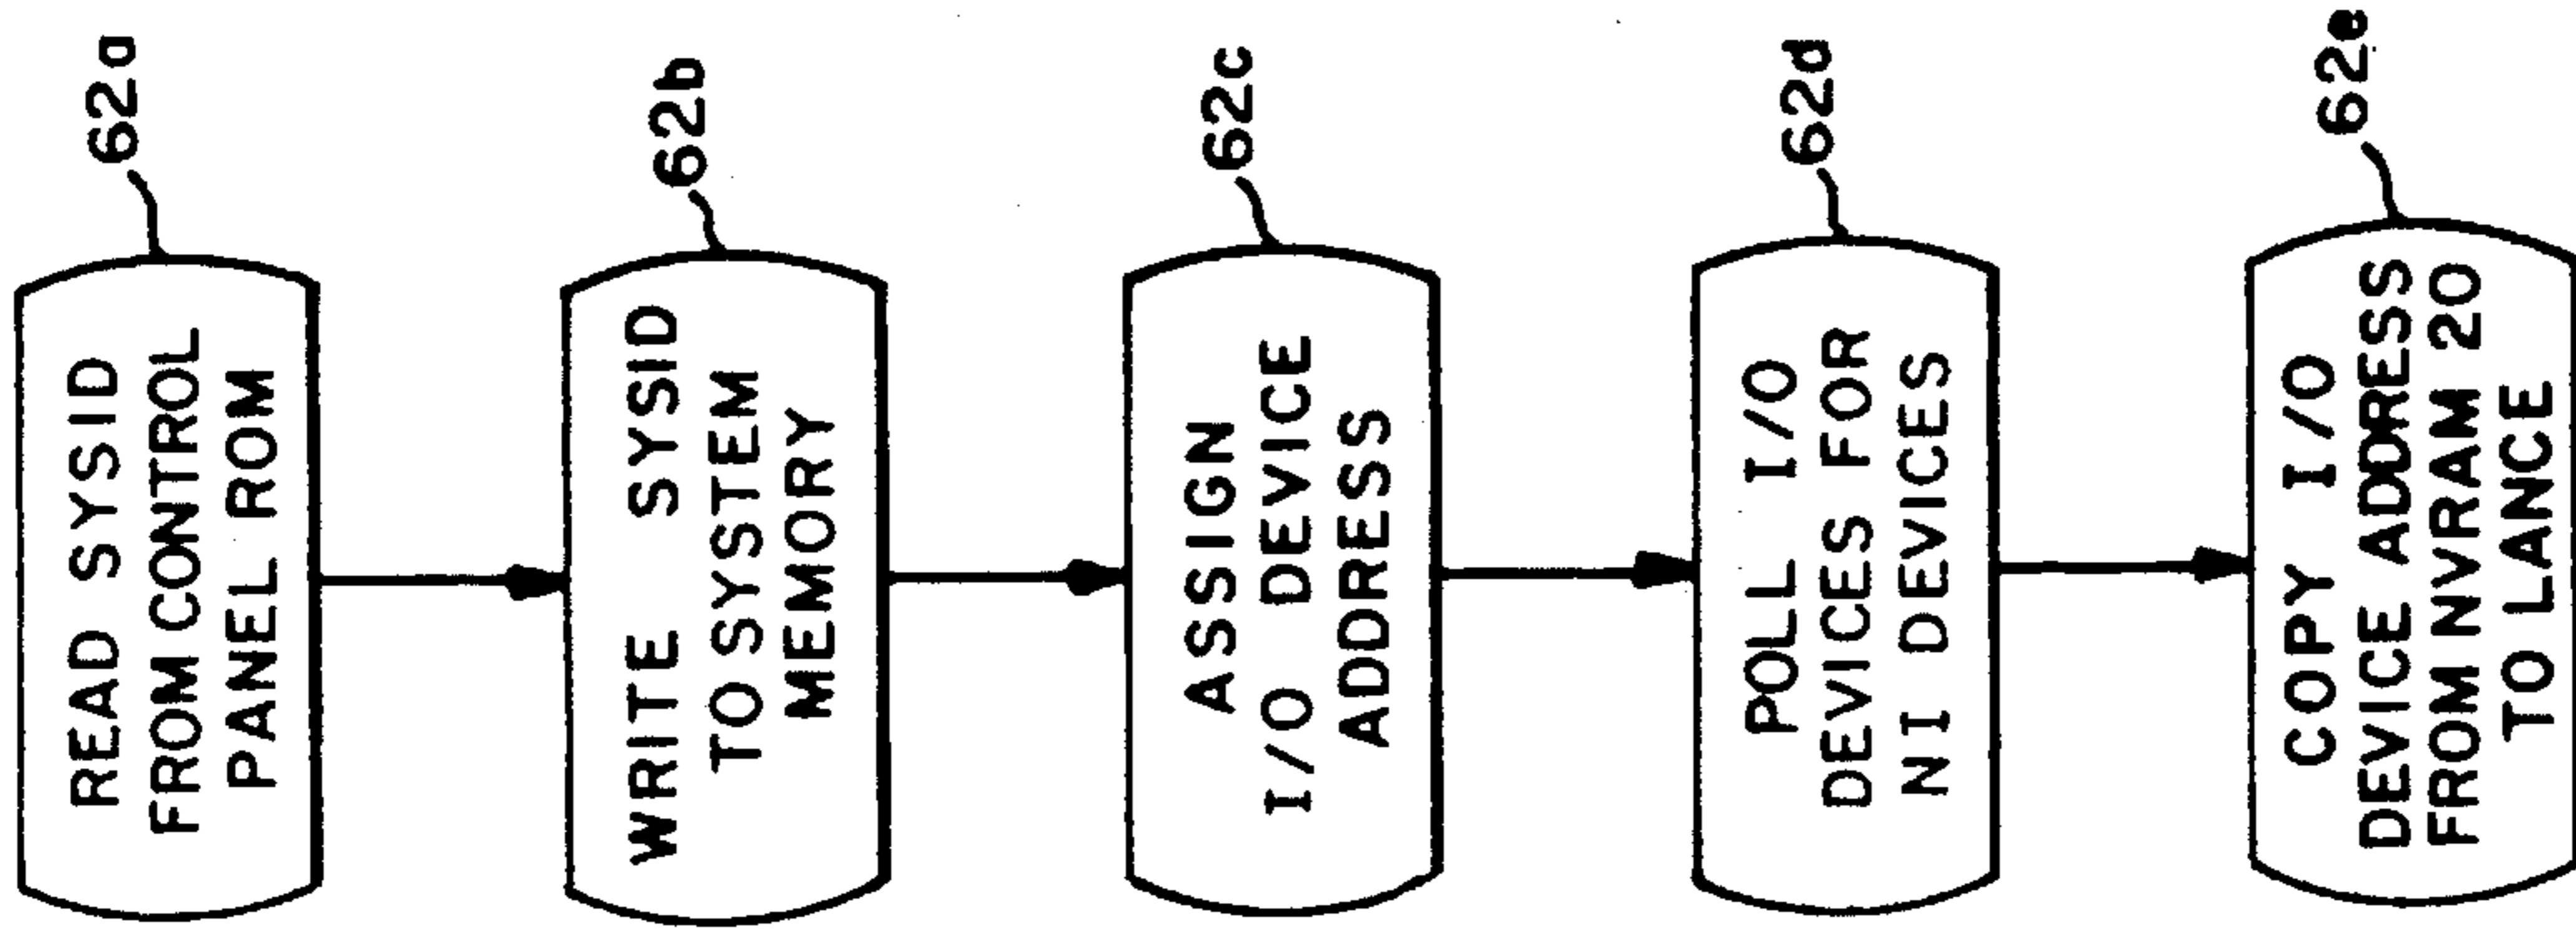 62a
READ SYSID
FROM CONTROL
PANEL ROM
62b
WRITE SYSID
TO SYSTEM
MEMORY
62c
ASSIGN
I/O DEVICE
ADDRESS
62d
POLL I/O
DEVICES FOR
NI DEVICES
62e
COPY I/O
DEVICE ADDRESS
FROM NVRAM 20
TO LANCE